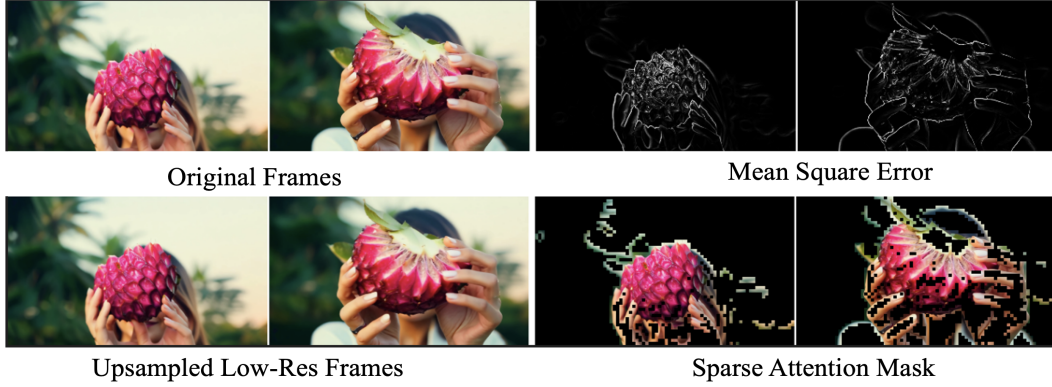 Original Frames
Mean Square Error
Upsampled Low-Res Frames
Sparse Attention Mask